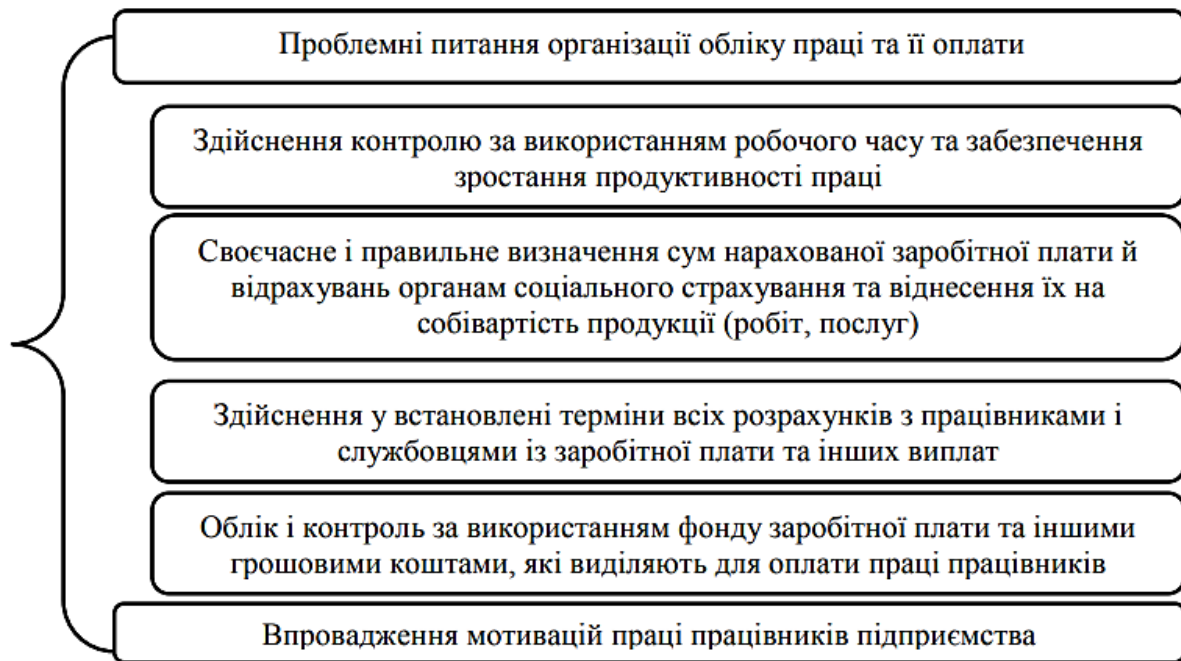 Проблемні питання організації обліку праці та її оплати
Здійснення контролю за використанням робочого часу та забезпечення
зростання продуктивності праці
Своєчасне і правильне визначення сум нарахованої заробітної плати й
відрахувань органам соціального страхування та віднесення їх на
собівартість продукції (робіт, послуг)
Здійснення у встановлені терміни всіх розрахунків з працівниками і
службовцями із заробітної плати та інших виплат
Облік і контроль за використанням фонду заробітної плати та іншими
грошовими коштами, які виділяють для оплати праці працівників
Впровадження мотивацій праці працівників підприємства